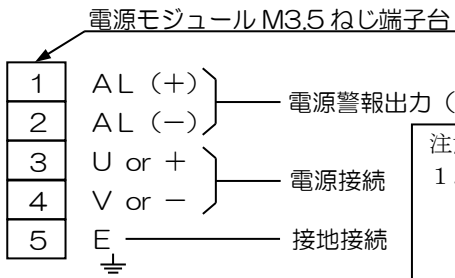 電源モジュール M3.5 ねじ端子台
1 AL (+)
2 AL (-)
電源警報出力 (
3 U or +
4 V or -
電源接続
5 E
接地接続
注
1.